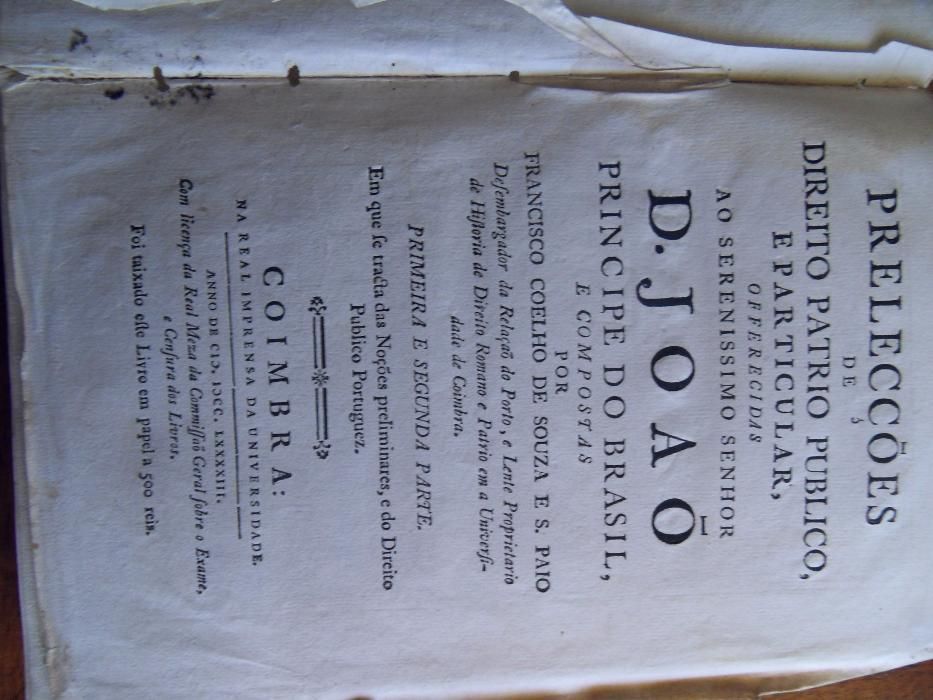 PRELECCÕES
DE
DIREITO PATRIO PUBLICO,
E PARTICULAR,
OFFERECIDAS
AO SERENISSIMO SENHOR
D. JOAÕ
PRINCIPE DO BRASIL,
E COMPOSTAS
POR
FRANCISCO COELHO DE SOUZA E S. PAIO
Deſembargador da Relaçaõ do Porto, e Lente Proprietario
de Hiſtoria de Direito Romano e Patrio em a Univerſi-
dade de Coimbra.
PRIMEIRA E SEGUNDA PARTE.
Em que ſe tracta das Noções preliminares, e do Direito
Publico Portuguez.
COIMBRA:
NA REAL IMPRENSA DA UNIVERSIDADE.
ANNO DE CIↃ. IↃCC. LXXXXIII.
Com licença da Real Meza da Commiſſaõ Geral ſobre o Exame,
e Cenſura dos Livros.
Foi taixado eſte Livro em papel a 500 reis.